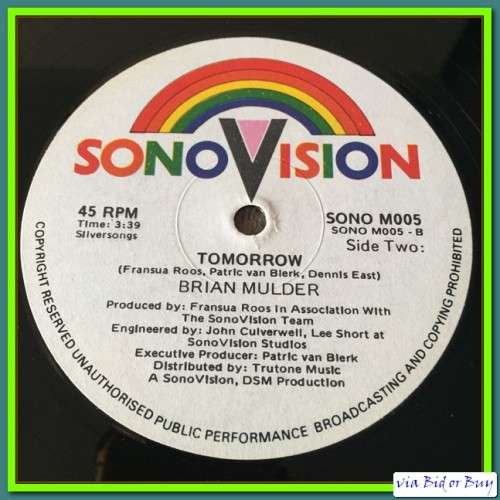 SONOVISION
45 RPM
Time: 3:39
Silversongs
SONO M005
SONO M005 - B
Side Two:
TOMORROW
(Fransua Roos, Patric van Blerk, Dennis East)
BRIAN MULDER
Produced by: Fransua Roos in Association With
The SonoVision Team
Engineered by: John Culverwell, Lee Short at
SonoVision Studios
Executive Producer: Patric van Blerk
Distributed by: Trutone Music
A SonoVision, DSM Production
COPYRIGHT RESERVED UNAUTHORISED PUBLIC PERFORMANCE BROADCASTING AND COPYING PROHIBITED
via Bid or Buy